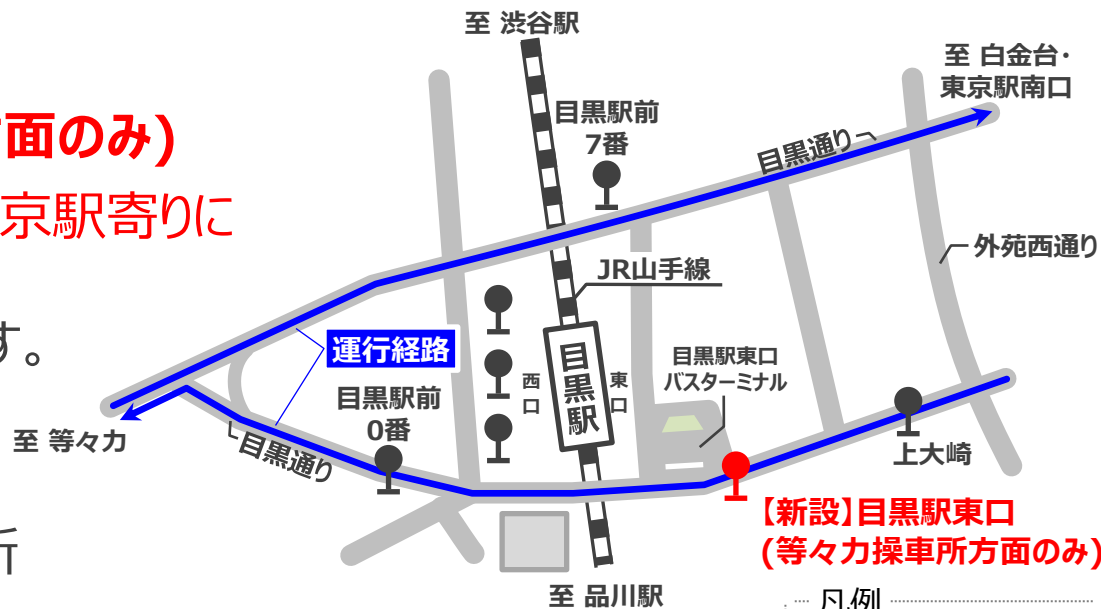 至 渋谷駅
至 白金台・
東京駅南口
面のみ)
目黒駅前
7番
目黒通り
京駅寄りに
外苑西通り
JR山手線
す。
運行経路
目黒駅
西口
東口
目黒駅東口
バスターミナル
目黒駅前
0番
至 等々力
目黒通り
上大崎
【新設】目黒駅東口
(等々力操車所方面のみ)
所
至 品川駅
凡例